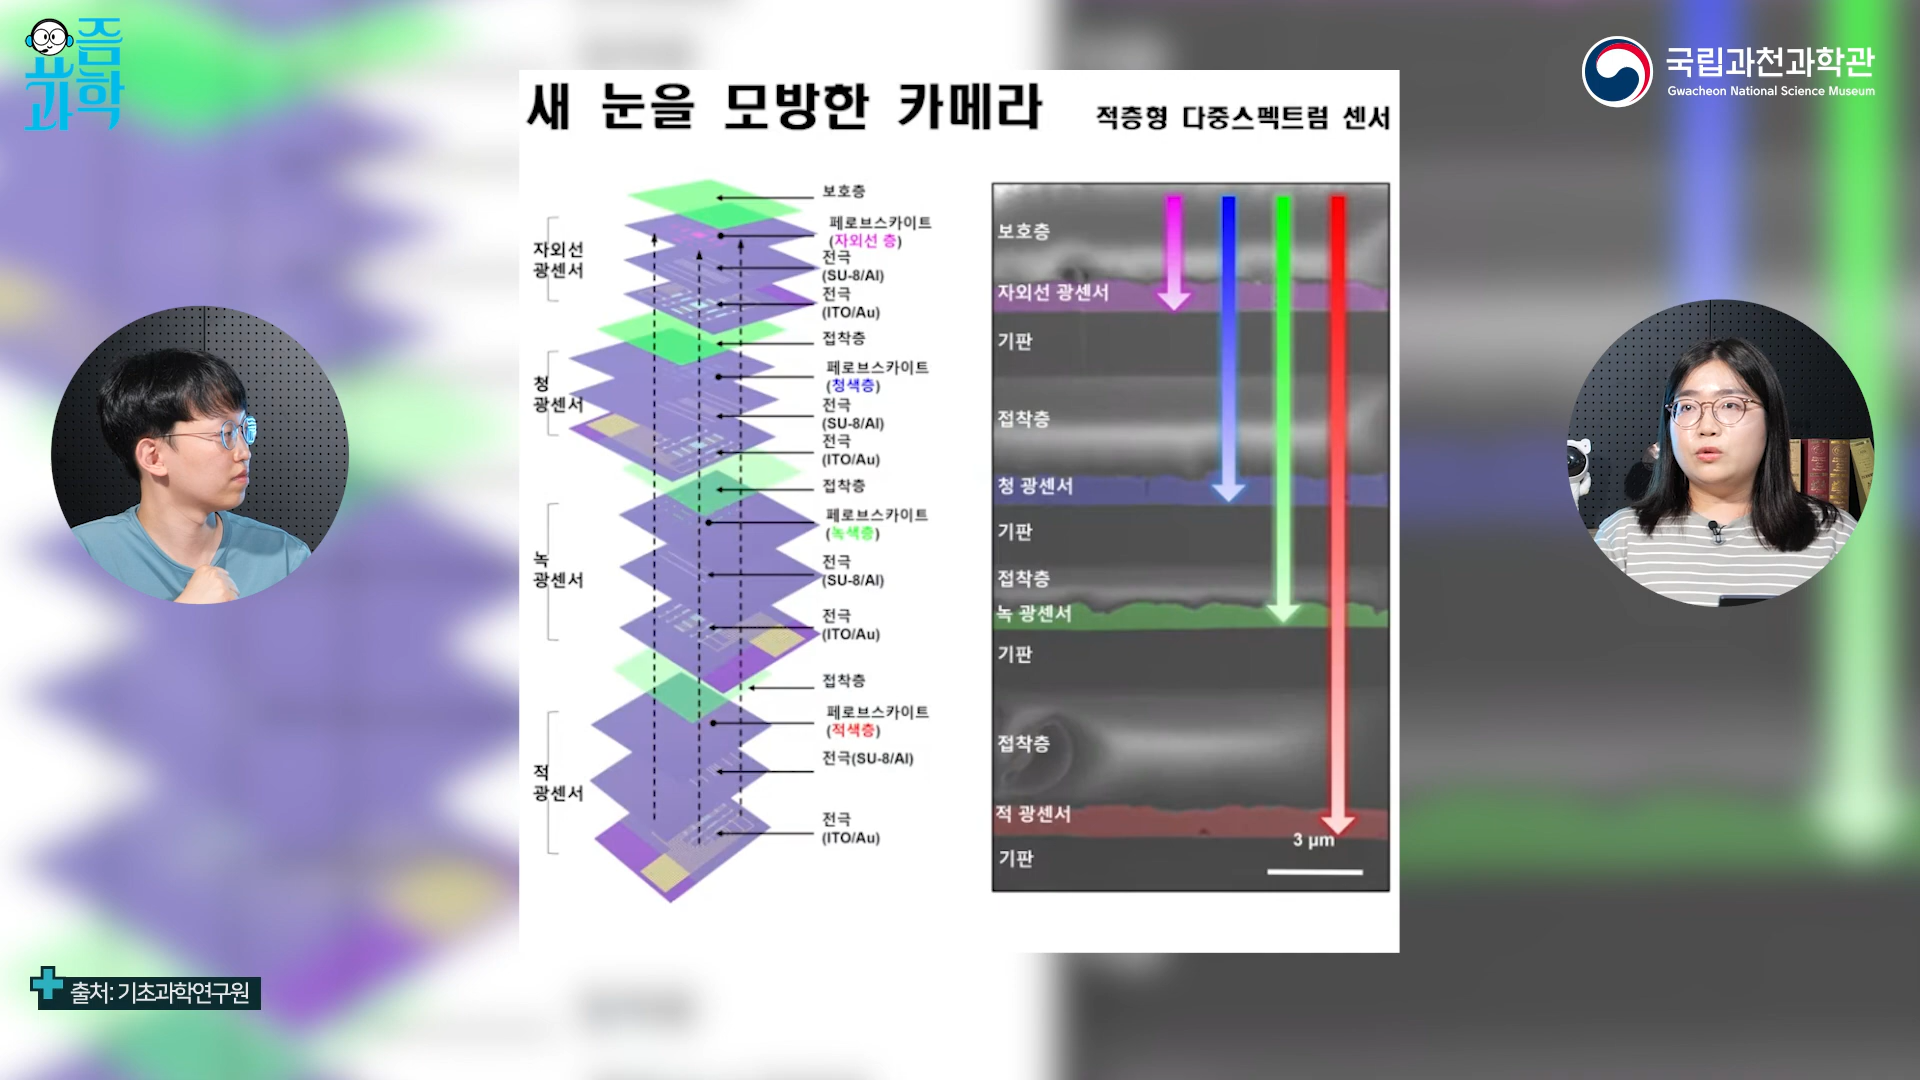 요즘과학
국립과천과학관
Gwacheon National Science Museum
새 눈을 모방한 카메라
적층형 다중스펙트럼 센서
자외선
광센서
보호층
페로브스카이트
(자외선 층)
전극
(SU-8/Al)
전극
(ITO/Au)
접착층
청
광센서
페로브스카이트
(청색층)
전극
(SU-8/Al)
전극
(ITO/Au)
접착층
녹
광센서
페로브스카이트
(녹색층)
전극
(SU-8/Al)
전극
(ITO/Au)
접착층
적
광센서
페로브스카이트
(적색층)
전극(SU-8/Al)
전극
(ITO/Au)
보호층
자외선 광센서
기판
접착층
청 광센서
기판
접착층
녹 광센서
기판
접착층
적 광센서
3 μm
기판
출처: 기초과학연구원